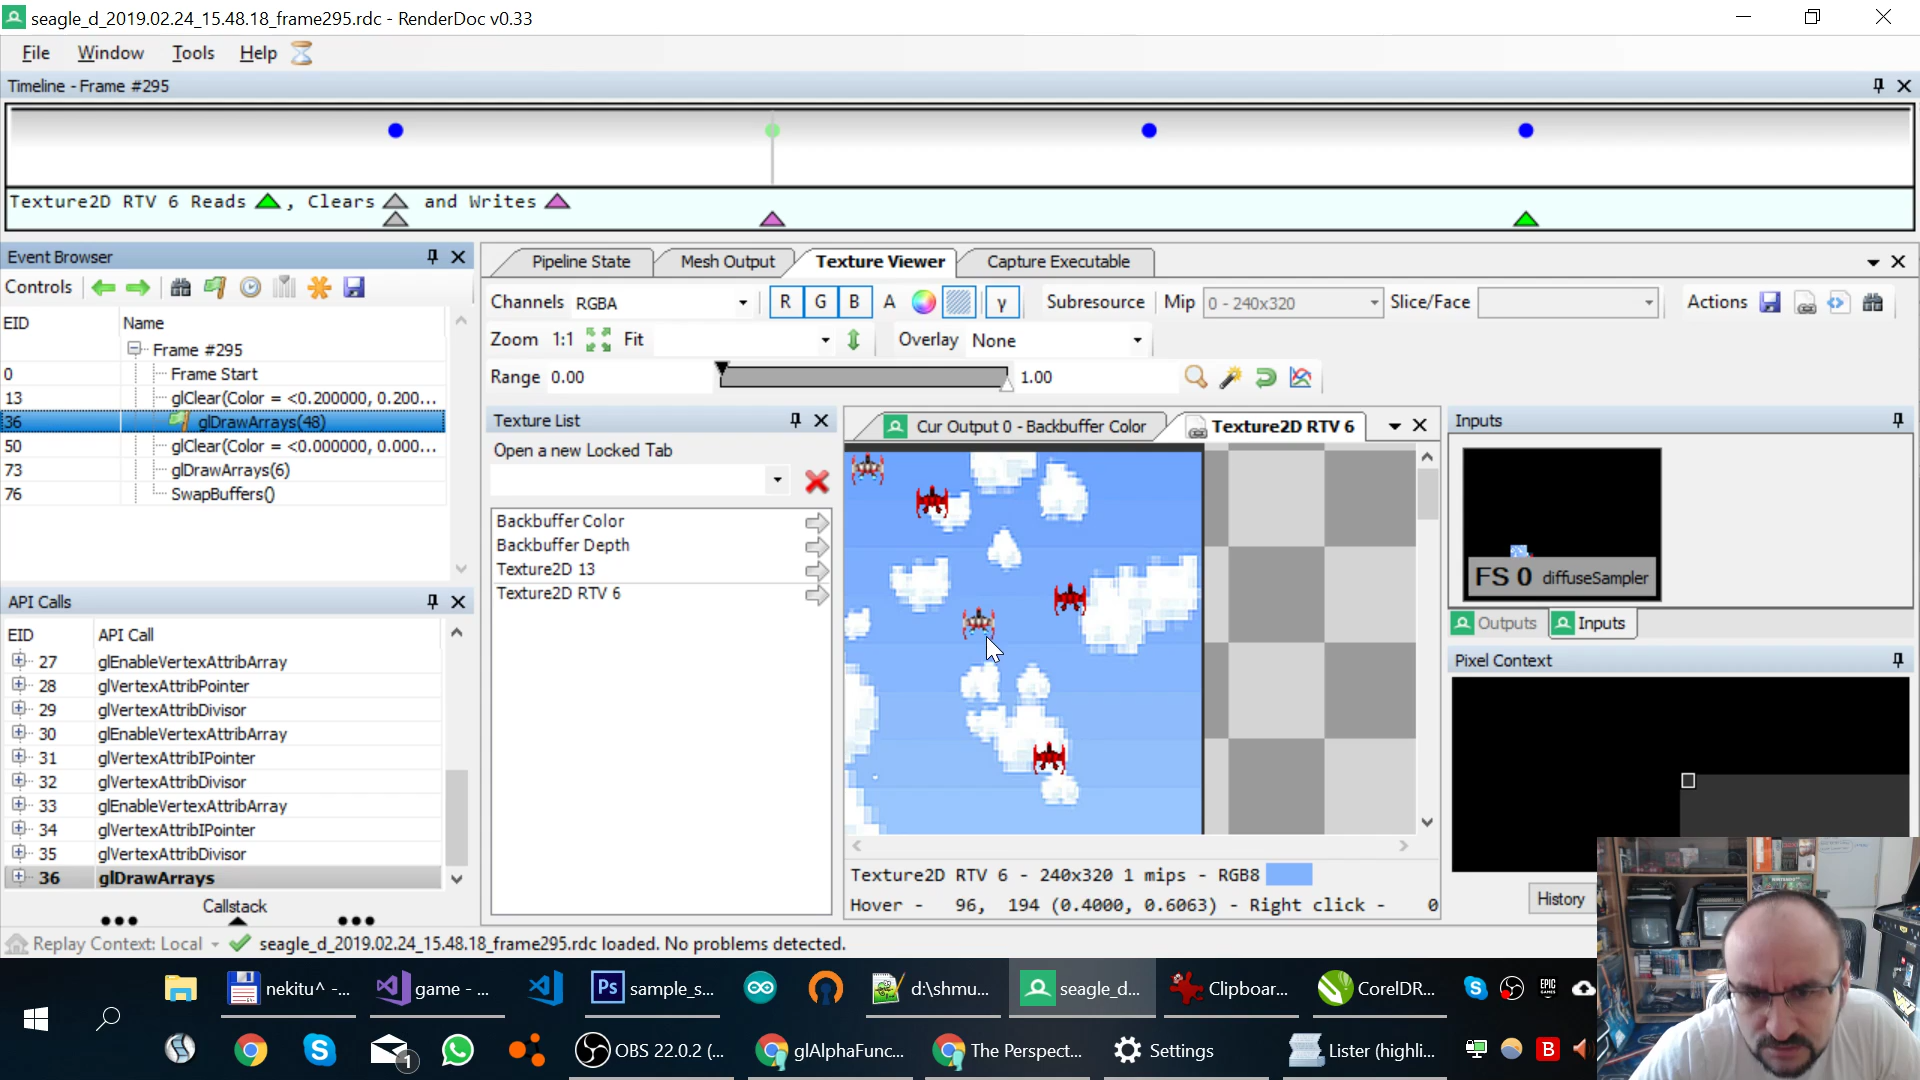 seagle_d_2019.02.24_15.48.18_frame295.rdc - RenderDoc v0.33
File Window Tools Help
Timeline - Frame #295
Texture2D RTV 6 Reads , Clears and Writes
Event Browser
Controls
EID Name
Frame #295
0 Frame Start
13 glClear(Color = <0.200000, 0.200...
36 glDrawArrays(48)
50 glClear(Color = <0.000000, 0.000...
73 glDrawArrays(6)
76 SwapBuffers()
API Calls
EID API Call
27 glEnableVertexAttribArray
28 glVertexAttribPointer
29 glVertexAttribDivisor
30 glEnableVertexAttribArray
31 glVertexAttribIPointer
32 glVertexAttribDivisor
33 glEnableVertexAttribArray
34 glVertexAttribIPointer
35 glVertexAttribDivisor
36 glDrawArrays
Callstack
Pipeline State Mesh Output Texture Viewer Capture Executable
Channels RGBA R G B A γ Subresource Mip 0 - 240x320 Slice/Face Actions
Zoom 1:1 Fit Overlay None
Range 0.00 1.00
Texture List
Open a new Locked Tab
Backbuffer Color
Backbuffer Depth
Texture2D 13
Texture2D RTV 6
Cur Output 0 - Backbuffer Color Texture2D RTV 6
Texture2D RTV 6 - 240x320 1 mips - RGB8
Hover - 96, 194 (0.4000, 0.6063) - Right click - 0
Inputs
FS 0 diffuseSampler
Outputs Inputs
Pixel Context
History
Replay Context: Local seagle_d_2019.02.24_15.48.18_frame295.rdc loaded. No problems detected.
nekitu^ -... game - ... Ps sample_s... d:\shmu... seagle_d... Clipboar... CorelDR... EPIC GAMES
1 OBS 22.0.2 (... glAlphaFunc... The Perspect... Settings Lister (highli... B